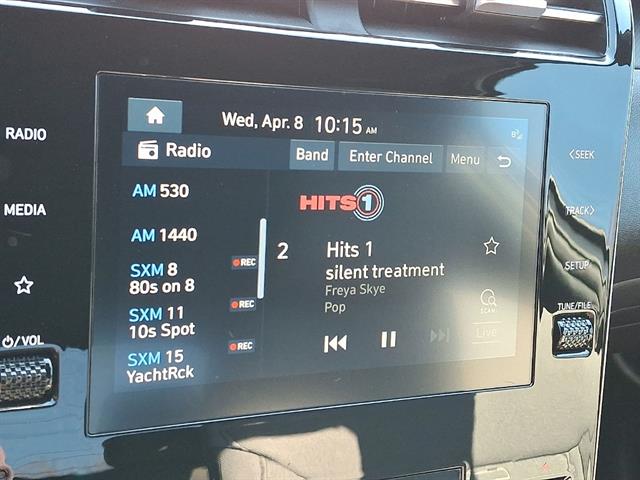 Wed, Apr. 8 10:15 AM
RADIO
MEDIA
/VOL
Radio
Band
Enter Channel
Menu
AM 530
AM 1440
SXM 8
80s on 8
REC
SXM 11
10s Spot
REC
SXM 15
YachtRck
REC
HITS1
2
Hits 1
silent treatment
Freya Skye
Pop
SCAN
Live
<SEEK
TRACK>
SETUP
TUNE/FILE